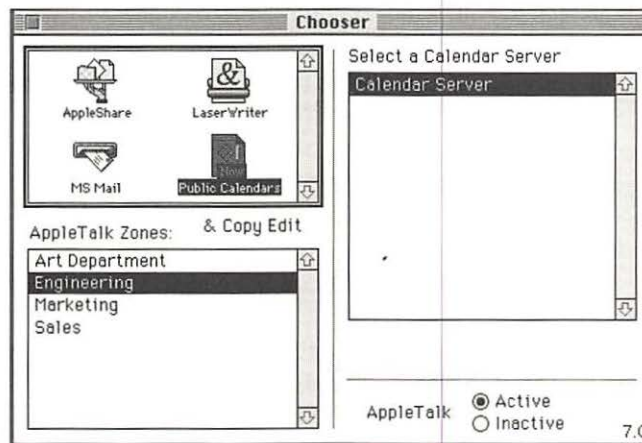 Chooser
AppleShare
LaserWriter
MS Mail
Now
Public Calendars
AppleTalk Zones:
& Copy Edit
Art Department
Engineering
Marketing
Sales
Select a Calendar Server
Calendar Server
AppleTalk
Active
Inactive